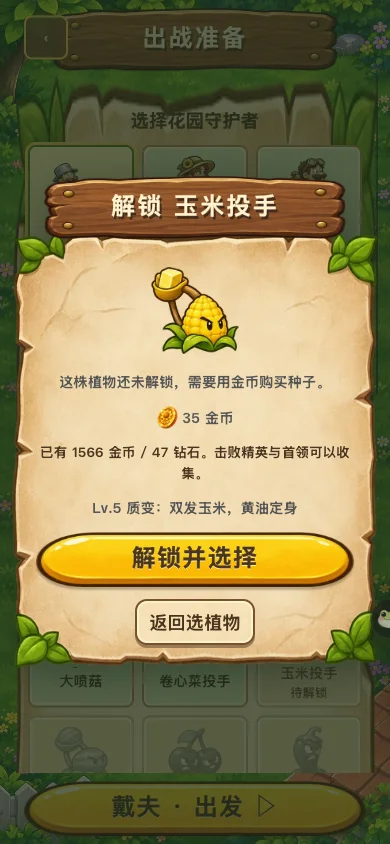 ‹
出战准备
选择花园守护者
解锁 玉米投手
这株植物还未解锁，需要用金币购买种子。
35 金币
已有 1566 金币 / 47 钻石。击败精英与首领可以收
集。
Lv.5 质变：双发玉米，黄油定身
解锁并选择
返回选植物
大喷菇
卷心菜投手
玉米投手
待解锁
戴夫 · 出发 ▷